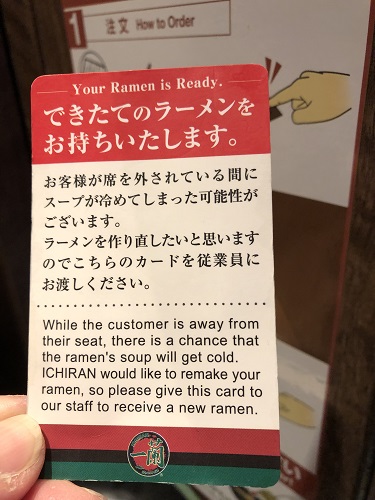 1 注文 How to Order
Your Ramen is Ready.
できたてのラーメンを
お持ちいたします。
お客様が席を外されている間に
スープが冷めてしまった可能性が
ございます。
ラーメンを作り直したいと思います
のでこちらのカードを従業員に
お渡しください。
While the customer is away from
their seat, there is a chance that
the ramen's soup will get cold.
ICHIRAN would like to remake your
ramen, so please give this card to
our staff to receive a new ramen.
一蘭